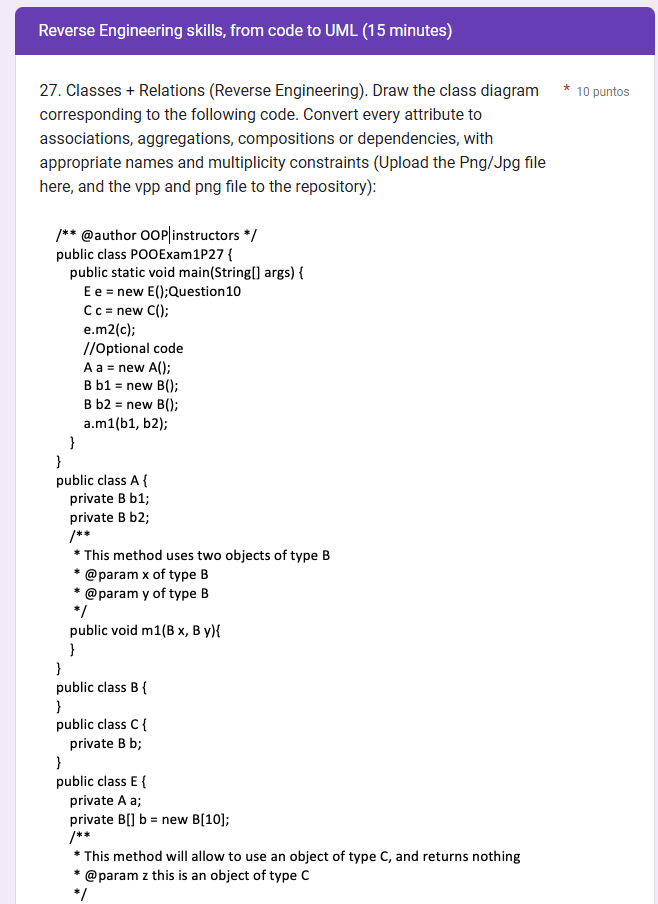 Reverse Engineering skills, from code to UML (15 minutes)
27. Classes + Relations (Reverse Engineering). Draw the class diagram
* 10 puntos
corresponding to the following code. Convert every attribute to
associations, aggregations, compositions or dependencies, with
appropriate names and multiplicity constraints (Upload the Png/Jpg file
here, and the vpp and png file to the repository):
/** @author OOP instructors */
public class POOExam1P27 {
public static void main(String[] args) {
E e = new E();Question10
C c = new C();
e.m2(c);
//Optional code
A a = new A();
B b1 = new B();
B b2 = new B();
a.m1(b1, b2);
}
}
public class A {
private B b1;
private B b2;
/**
* This method uses two objects of type B
* @param x of type B
* @param y of type B
*/
public void m1(B x, B y){
}
}
public class B {
}
public class C {
private B b;
}
public class E {
private A a;
private B[] b = new B[10];
/**
* This method will allow to use an object of type C, and returns nothing
* @param z this is an object of type C
*/